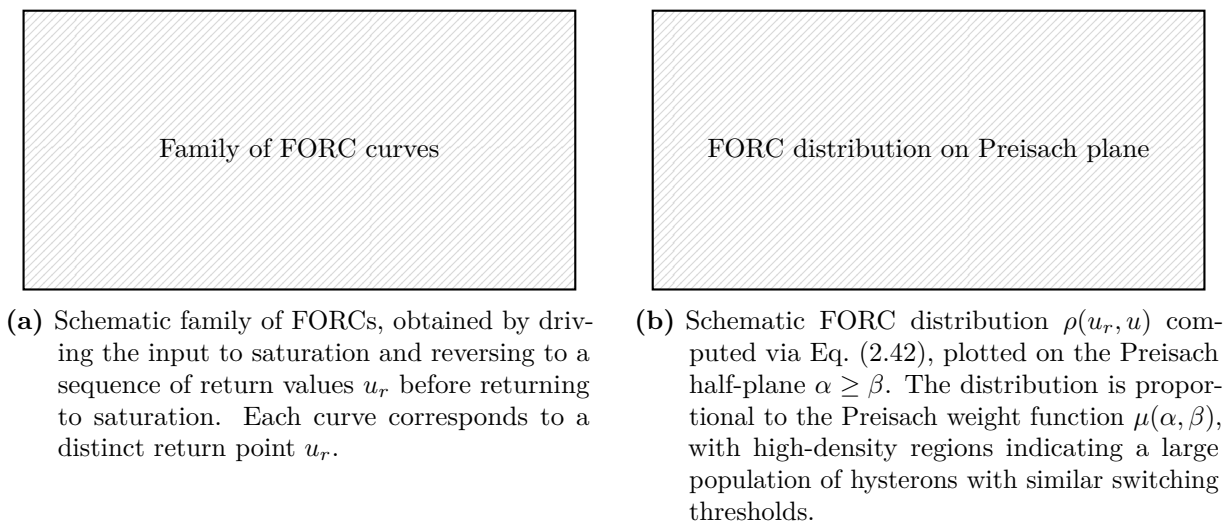 Family of FORC curves
FORC distribution on Preisach plane
(a) Schematic family of FORCs, obtained by driv-
ing the input to saturation and reversing to a
sequence of return values u_r before returning
to saturation. Each curve corresponds to a
distinct return point u_r.
(b) Schematic FORC distribution ρ(u_r, u) com-
puted via Eq. (2.42), plotted on the Preisach
half-plane α ≥ β. The distribution is propor-
tional to the Preisach weight function μ(α, β),
with high-density regions indicating a large
population of hysterons with similar switching
thresholds.